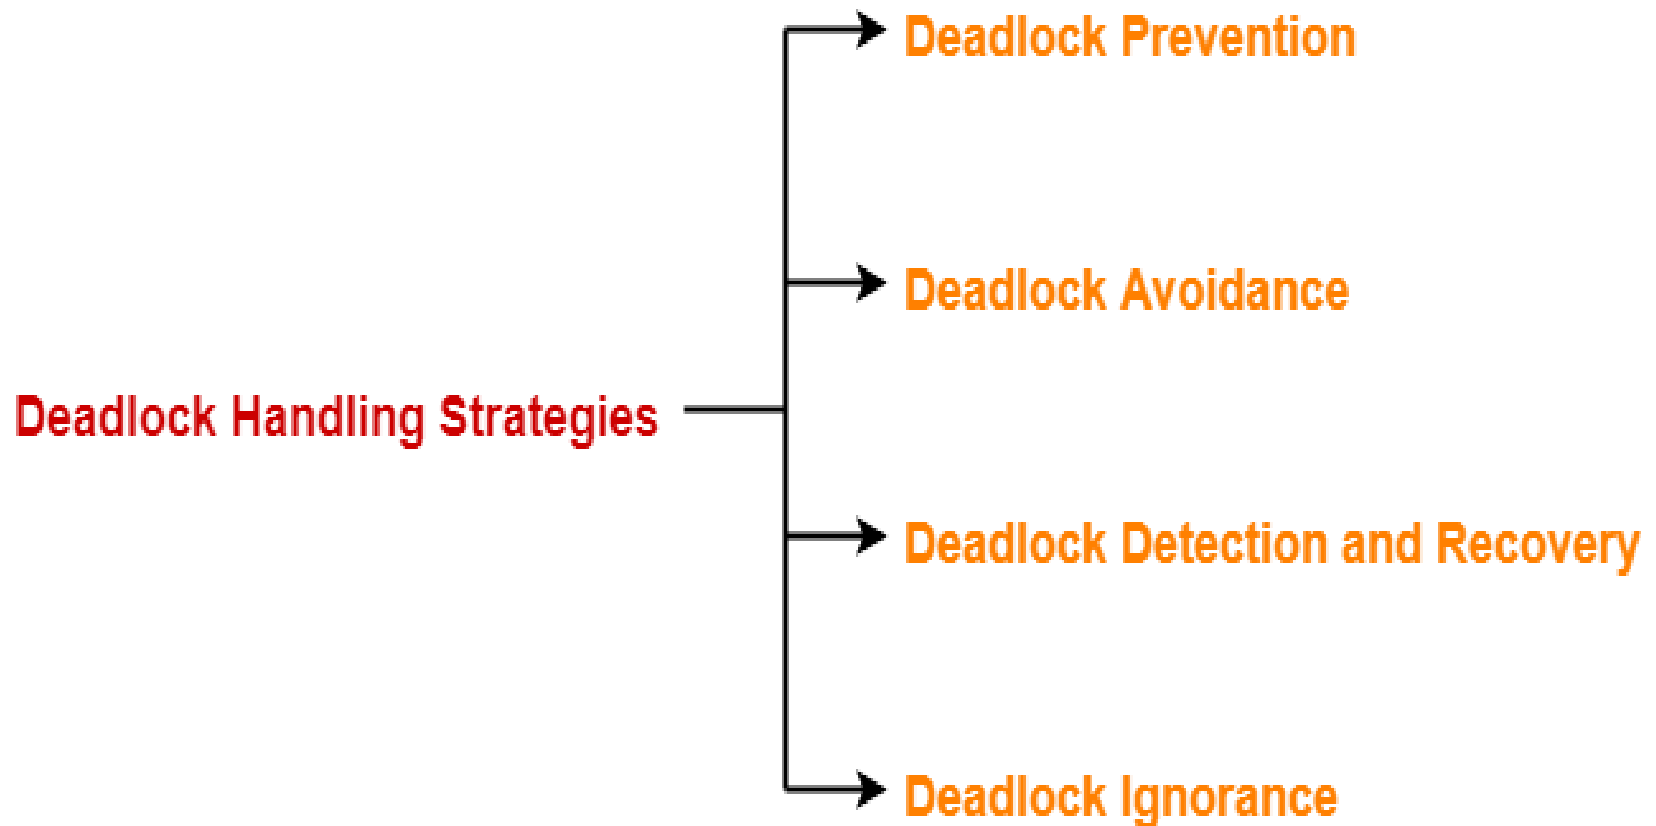 Deadlock Prevention
Deadlock Avoidance
Deadlock Handling Strategies
Deadlock Detection and Recovery
Deadlock Ignorance